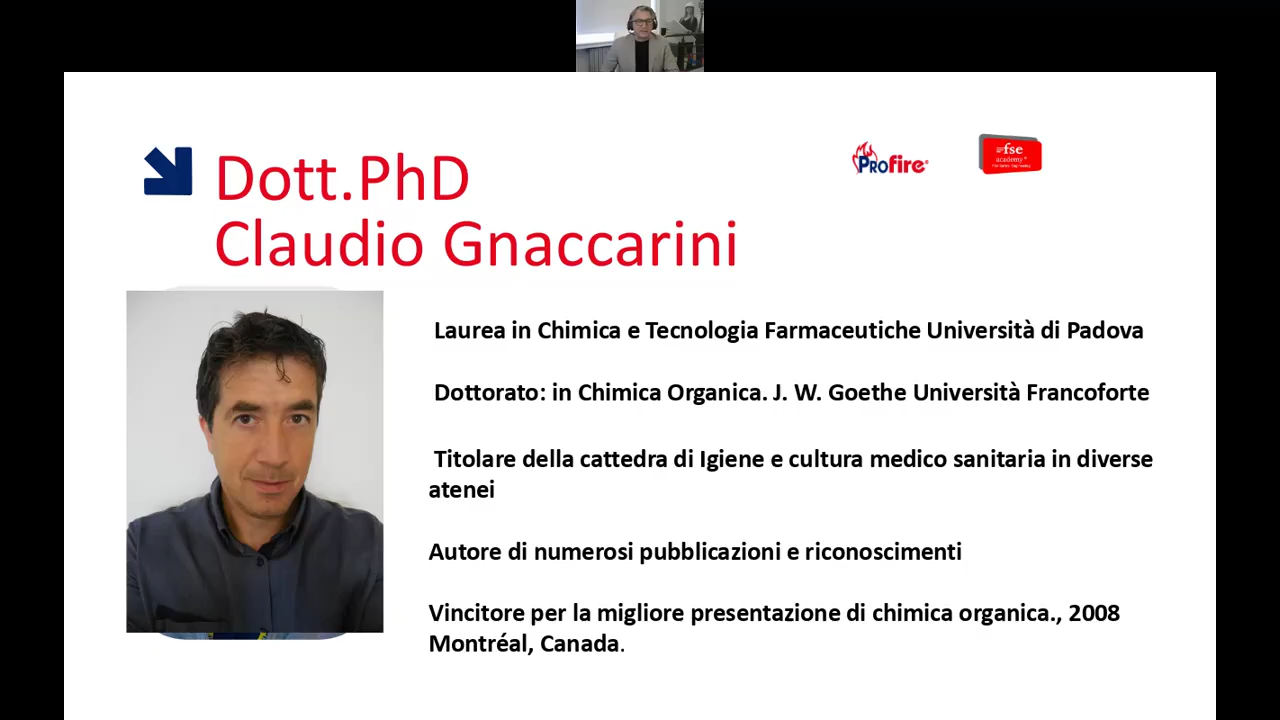 Dott.PhD
Claudio Gnaccarini
PROfire®
fse
academy
Laurea in Chimica e Tecnologia Farmaceutiche Università di Padova
Dottorato: in Chimica Organica. J. W. Goethe Università Francoforte
Titolare della cattedra di Igiene e cultura medico sanitaria in diverse
atenei
Autore di numerosi pubblicazioni e riconoscimenti
Vincitore per la migliore presentazione di chimica organica., 2008
Montréal, Canada.